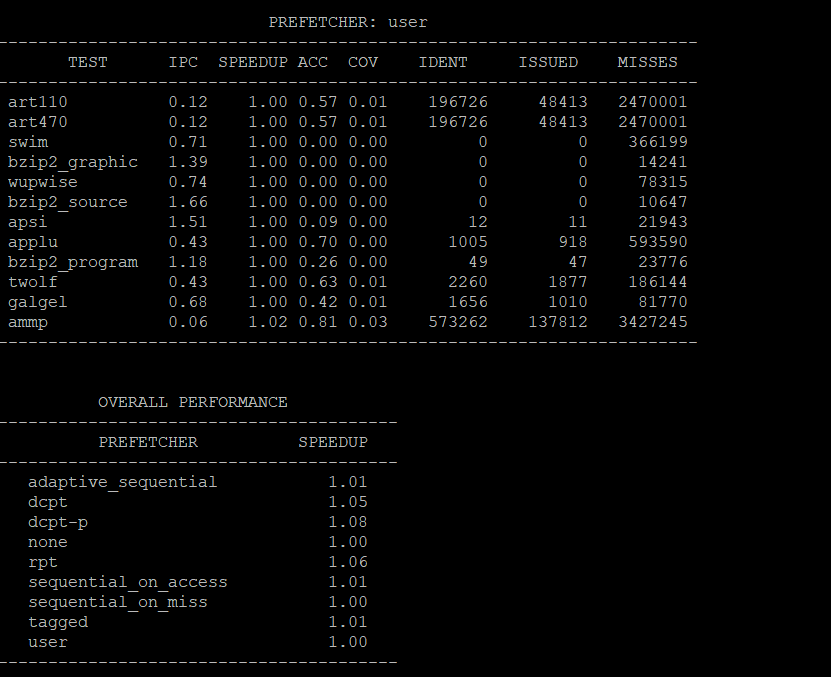 PREFETCHER: user
--------------------------------------------------------------------
TEST IPC SPEEDUP ACC COV IDENT ISSUED MISSES
--------------------------------------------------------------------
art110 0.12 1.00 0.57 0.01 196726 48413 2470001
art470 0.12 1.00 0.57 0.01 196726 48413 2470001
swim 0.71 1.00 0.00 0.00 0 0 366199
bzip2_graphic 1.39 1.00 0.00 0.00 0 0 14241
wupwise 0.74 1.00 0.00 0.00 0 0 78315
bzip2_source 1.66 1.00 0.00 0.00 0 0 10647
apsi 1.51 1.00 0.09 0.00 12 11 21943
applu 0.43 1.00 0.70 0.00 1005 918 593590
bzip2_program 1.18 1.00 0.26 0.00 49 47 23776
twolf 0.43 1.00 0.63 0.01 2260 1877 186144
galgel 0.68 1.00 0.42 0.01 1656 1010 81770
ammp 0.06 1.02 0.81 0.03 573262 137812 3427245
--------------------------------------------------------------------
OVERALL PERFORMANCE
----------------------------------------
PREFETCHER SPEEDUP
----------------------------------------
adaptive_sequential 1.01
dcpt 1.05
dcpt-p 1.08
none 1.00
rpt 1.06
sequential_on_access 1.01
sequential_on_miss 1.00
tagged 1.01
user 1.00
----------------------------------------